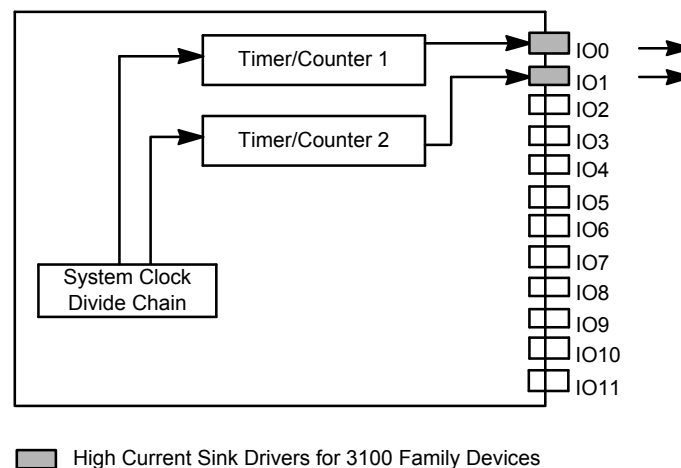 Timer/Counter 1
Timer/Counter 2
System Clock
Divide Chain
IO0
IO1
IO2
IO3
IO4
IO5
IO6
IO7
IO8
IO9
IO10
IO11
High Current Sink Drivers for 3100 Family Devices